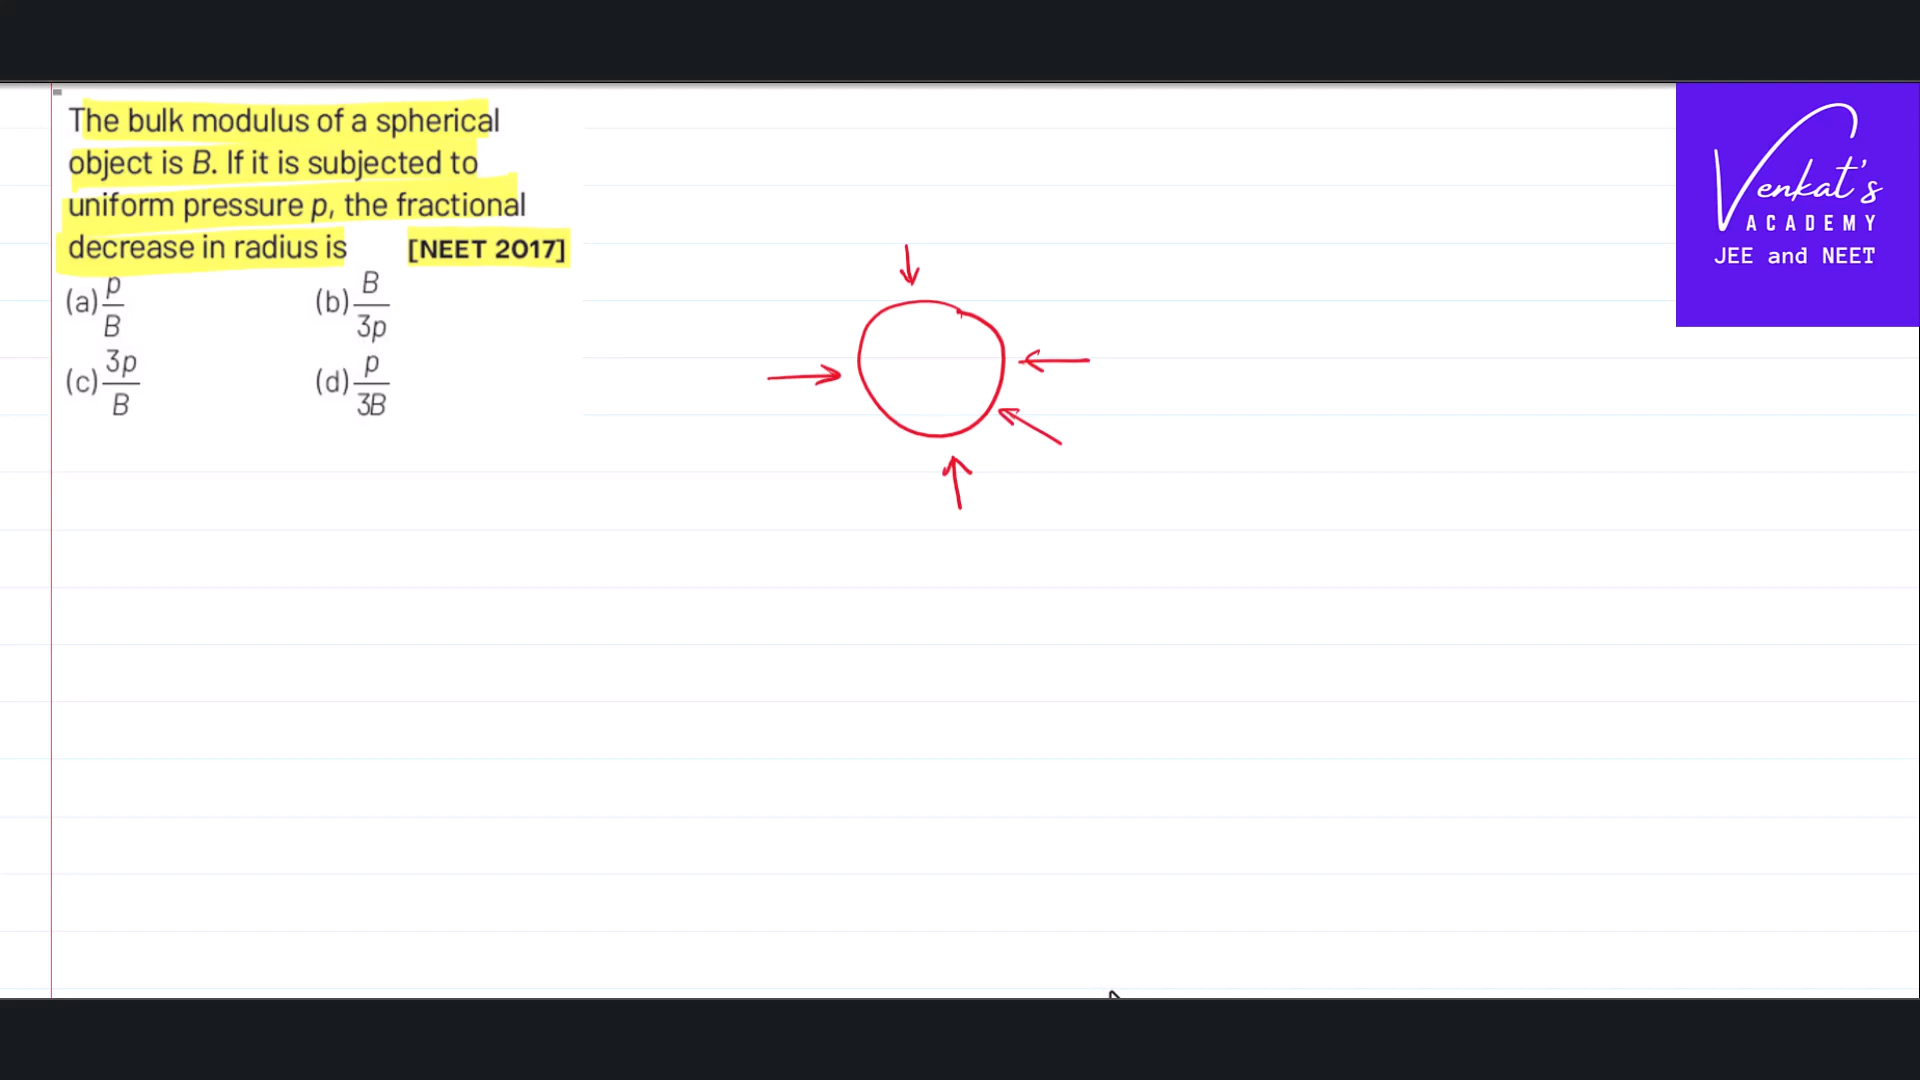 The bulk modulus of a spherical
object is B. If it is subjected to
uniform pressure p, the fractional
decrease in radius is [NEET 2017]
(a) p/B (b) B/3p
(c) 3p/B (d) p/3B
Venkat's
ACADEMY
JEE and NEET